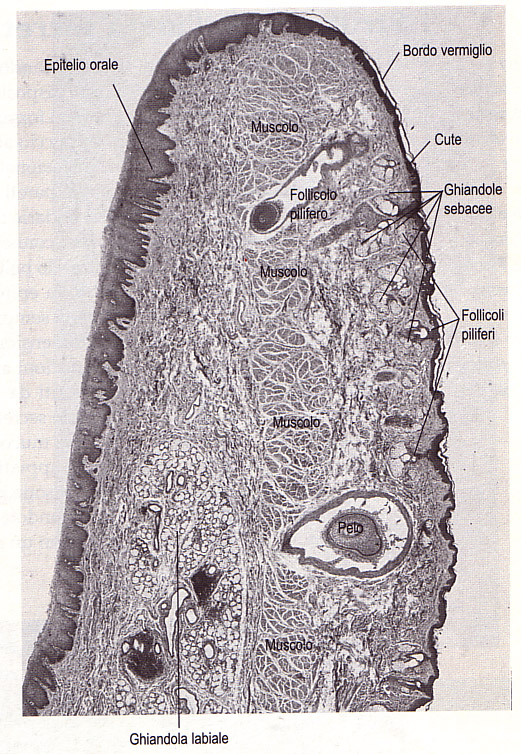 Bordo vermiglio
Epitelio orale
Muscolo
Cute
Ghiandole
sebacee
Follicolo
pilifero
Muscolo
Follicoli
piliferi
Muscolo
Pelo
Muscolo
Ghiandola labiale